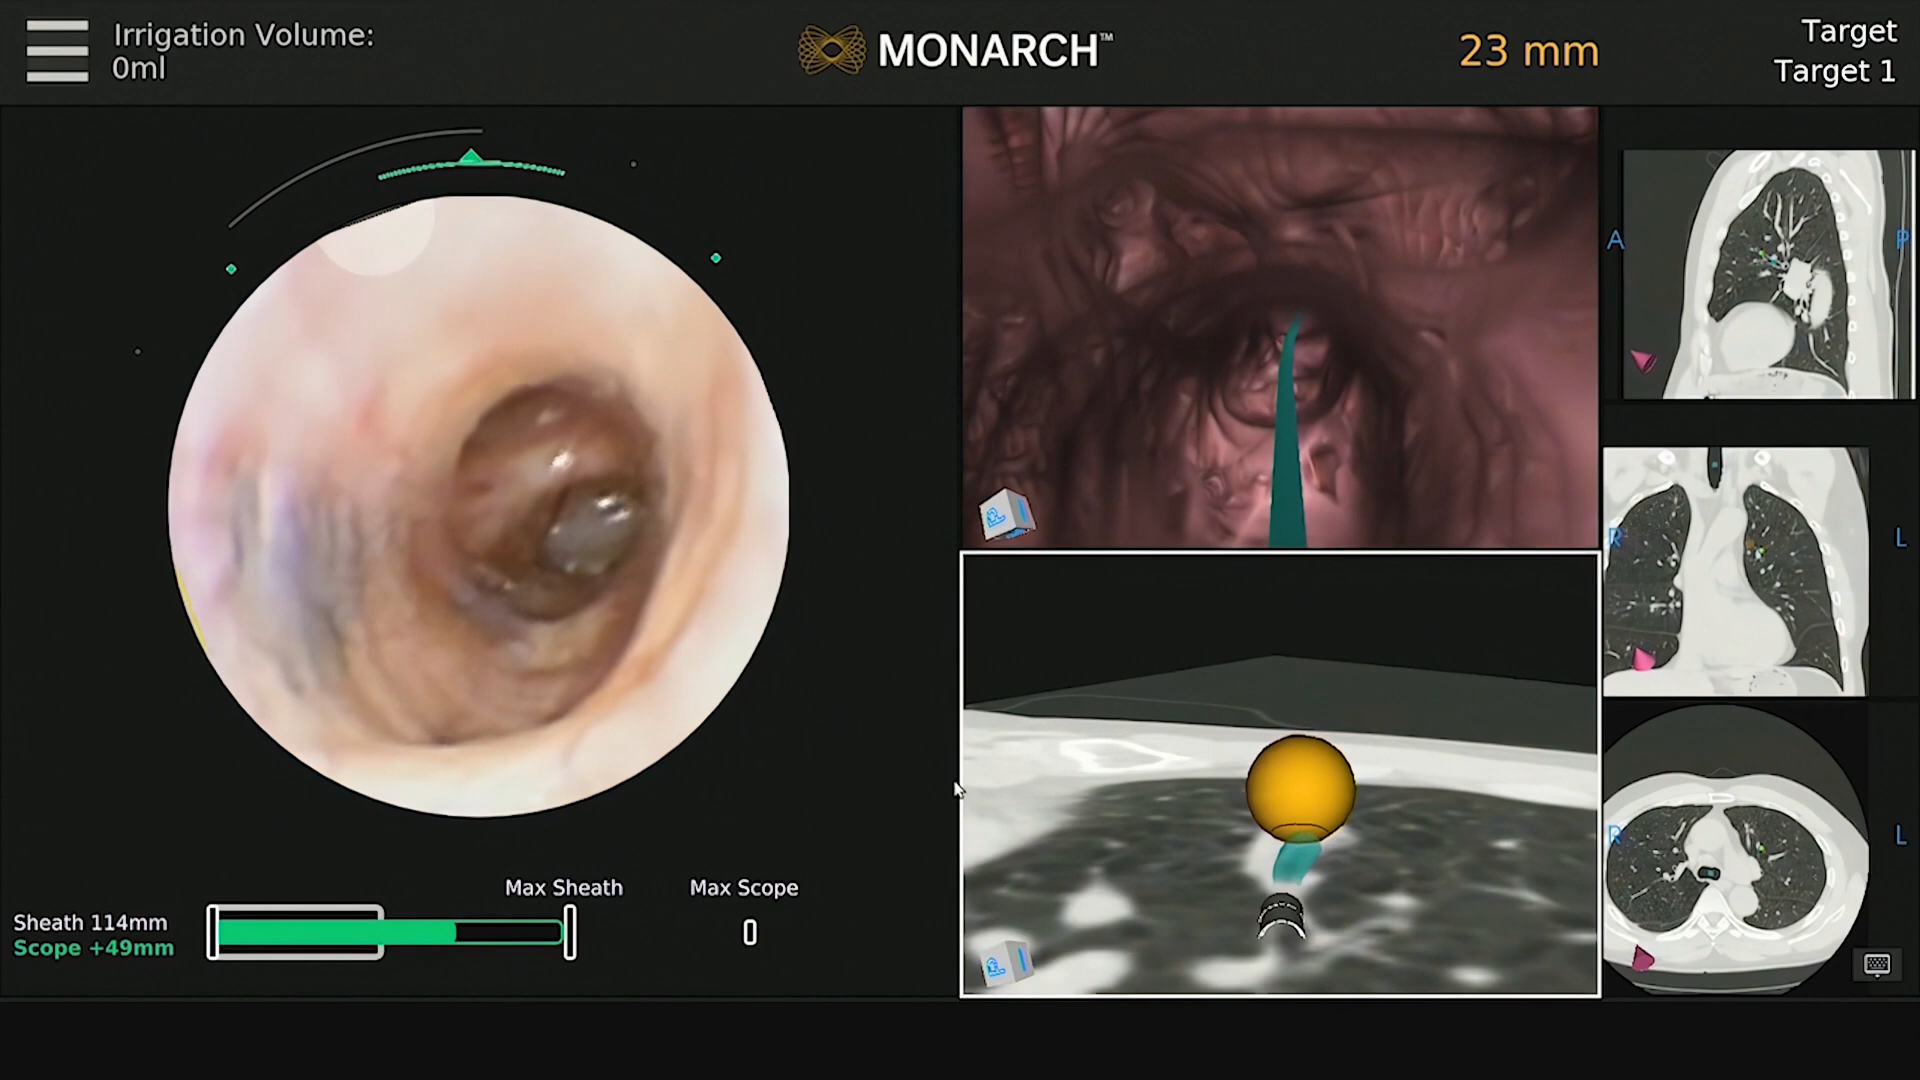 Irrigation Volume:
0ml
MONARCH™
23 mm
Target
Target 1
A
P
R
L
R
L
Max Sheath
Max Scope
Sheath 114mm
Scope +49mm
0
P
P